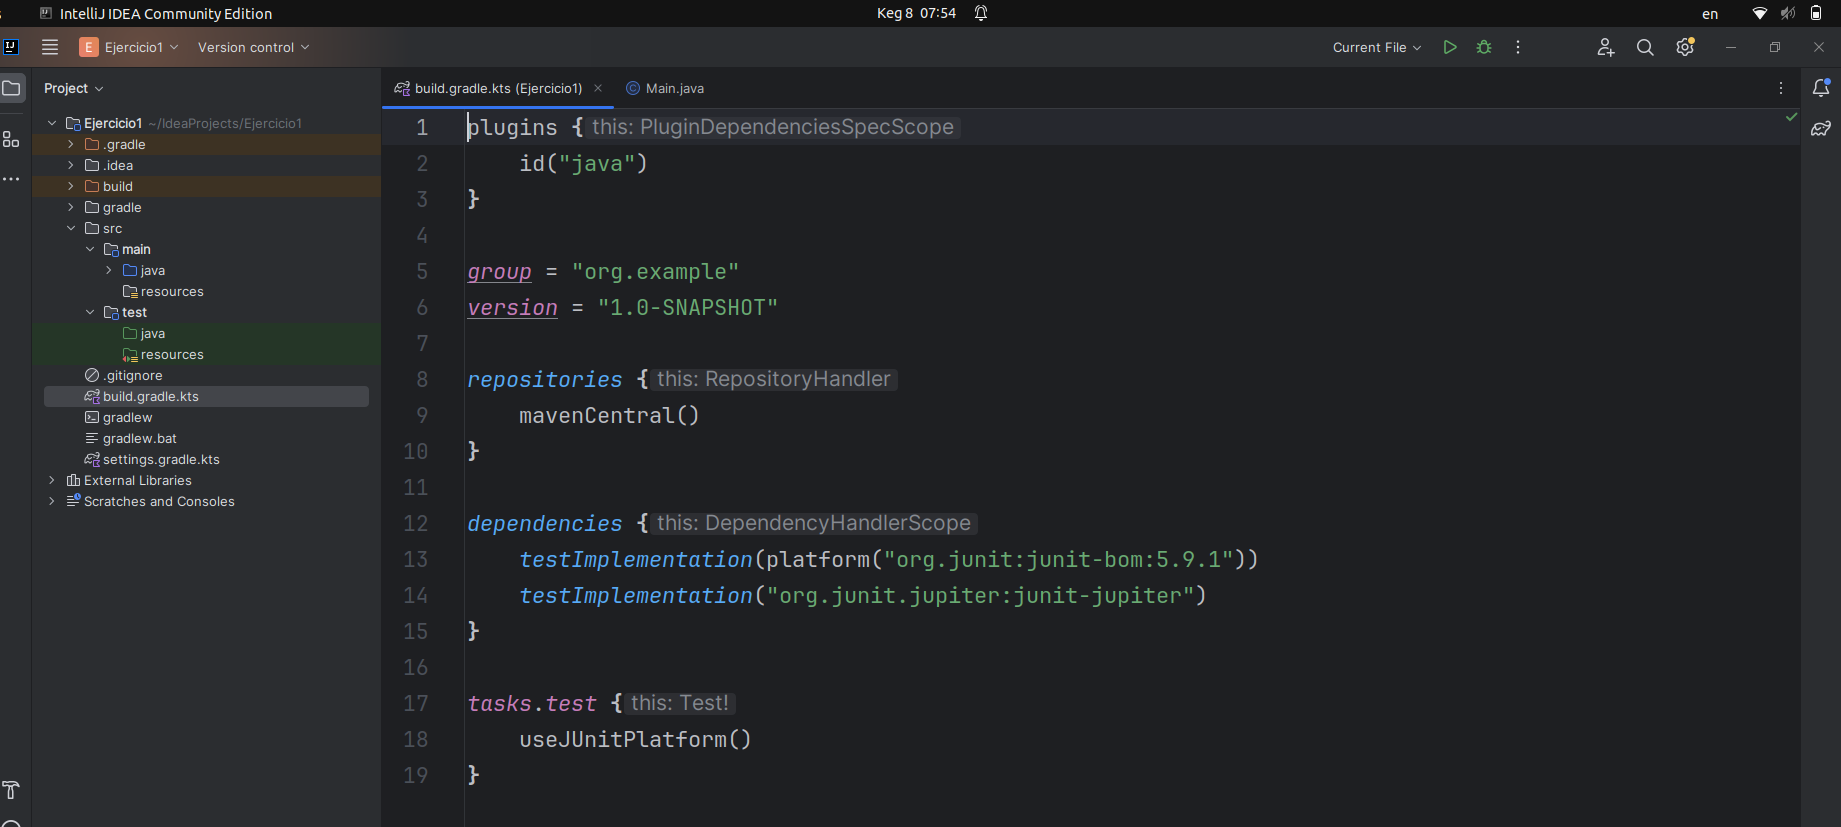 IntelliJ IDEA Community Edition
Keg 8 07:54
en
E Ejercicio1
Version control
Current File
Project
build.gradle.kts (Ejercicio1)
Main.java
Ejercicio1 ~/IdeaProjects/Ejercicio1
.gradle
.idea
build
gradle
src
main
java
resources
test
java
resources
.gitignore
build.gradle.kts
gradlew
gradlew.bat
settings.gradle.kts
External Libraries
Scratches and Consoles
1 plugins { this: PluginDependenciesSpecScope
2 id("java")
3 }
4
5 group = "org.example"
6 version = "1.0-SNAPSHOT"
7
8 repositories { this: RepositoryHandler
9 mavenCentral()
10 }
11
12 dependencies { this: DependencyHandlerScope
13 testImplementation(platform("org.junit:junit-bom:5.9.1"))
14 testImplementation("org.junit.jupiter:junit-jupiter")
15 }
16
17 tasks.test { this: Test!
18 useJUnitPlatform()
19 }